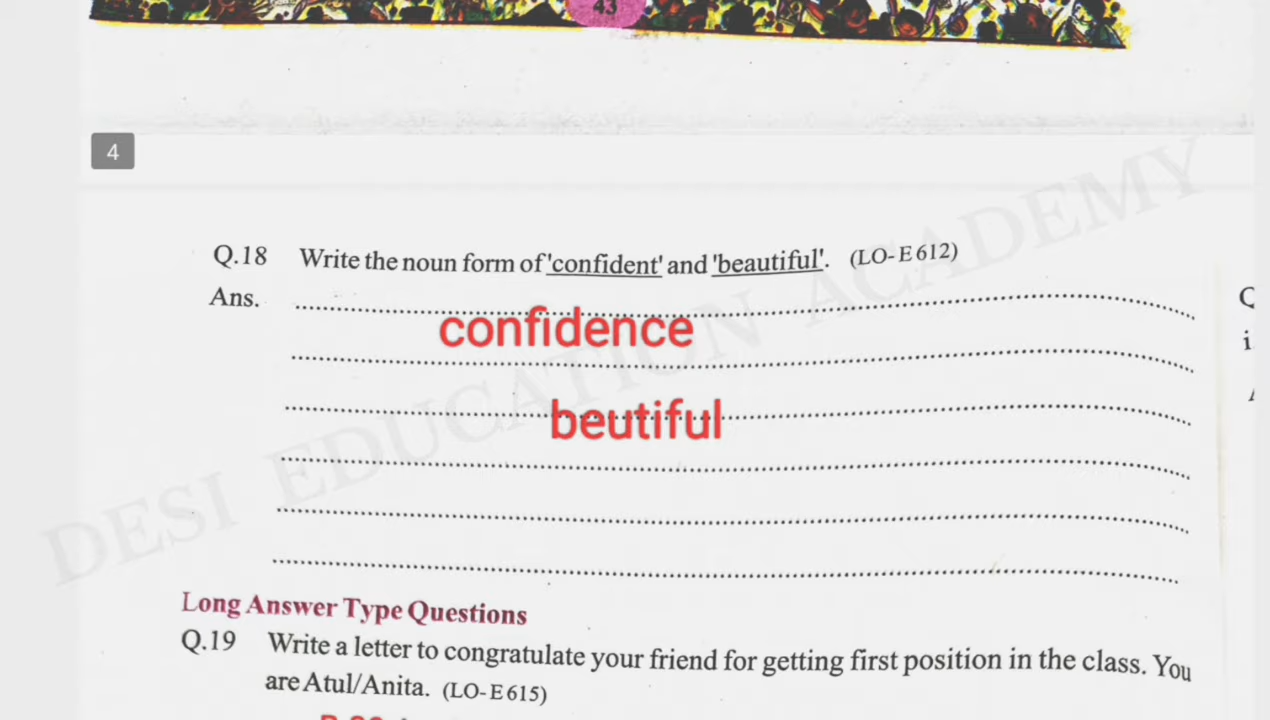 43
4
Q.18 Write the noun form of 'confident' and 'beautiful'. (LO-E612)
Ans.
confidence
beutiful
DESI EDUCATION ACADEMY
Long Answer Type Questions
Q.19 Write a letter to congratulate your friend for getting first position in the class. You
are Atul/Anita. (LO-E615)